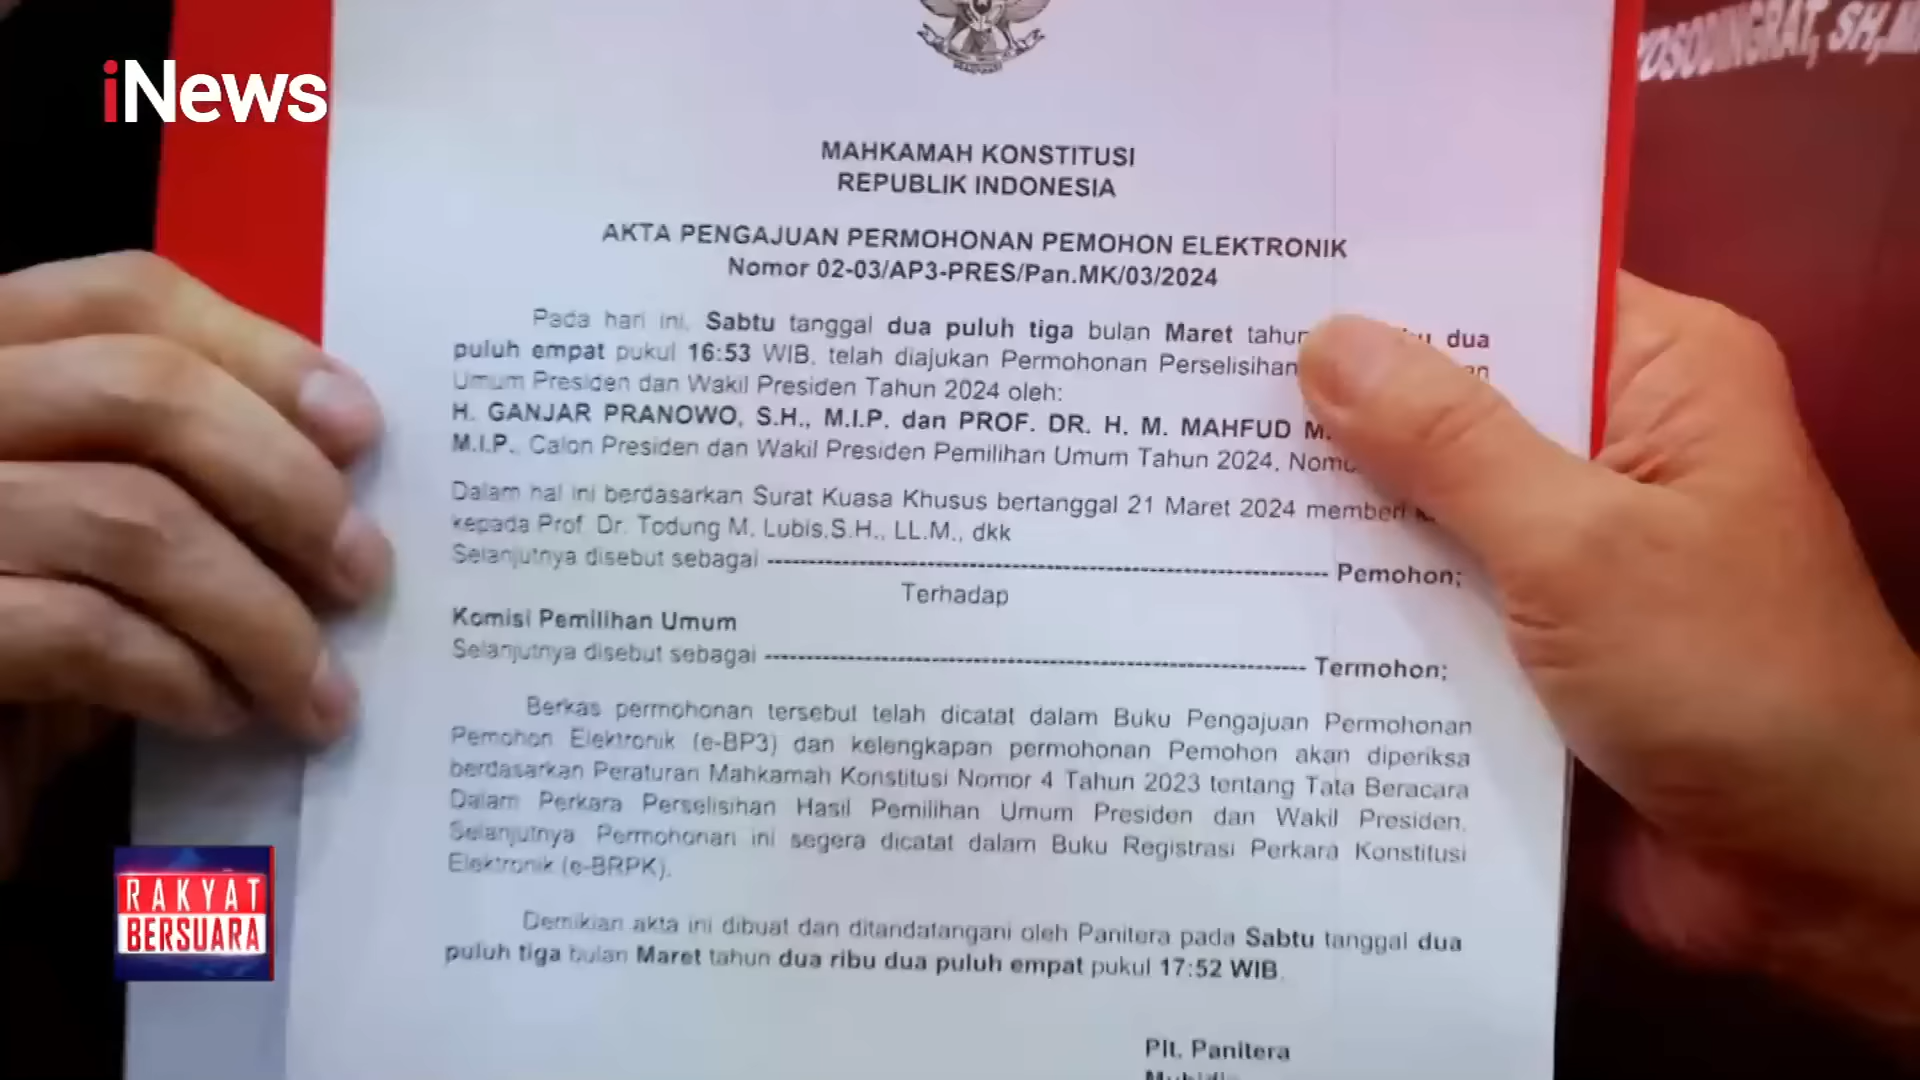 iNews
YOSODININGRAT, SH,M
MAHKAMAH KONSTITUSI
REPUBLIK INDONESIA
AKTA PENGAJUAN PERMOHONAN PEMOHON ELEKTRONIK
Nomor 02-03/AP3-PRES/Pan.MK/03/2024
Pada hari ini, Sabtu tanggal dua puluh tiga bulan Maret tahun dua
puluh empat pukul 16:53 WIB, telah diajukan Permohonan Perselisihan
Umum Presiden dan Wakil Presiden Tahun 2024 oleh:
H. GANJAR PRANOWO, S.H., M.I.P. dan PROF. DR. H. M. MAHFUD M.
M.I.P., Calon Presiden dan Wakil Presiden Pemilihan Umum Tahun 2024, Nomo
Dalam hal ini berdasarkan Surat Kuasa Khusus bertanggal 21 Maret 2024 memberi
kepada Prof. Dr. Todung M. Lubis,S.H., LL.M., dkk
Selanjutnya disebut sebagai ---------------------------------------------------------------- Pemohon;
Terhadap
Komisi Pemilihan Umum
Selanjutnya disebut sebagai -------------------------------------------------------------- Termohon;
Berkas permohonan tersebut telah dicatat dalam Buku Pengajuan Permohonan
Pemohon Elektronik (e-BP3) dan kelengkapan permohonan Pemohon akan diperiksa
berdasarkan Peraturan Mahkamah Konstitusi Nomor 4 Tahun 2023 tentang Tata Beracara
Dalam Perkara Perselisihan Hasil Pemilihan Umum Presiden dan Wakil Presiden.
Selanjutnya Permohonan ini segera dicatat dalam Buku Registrasi Perkara Konstitusi
Elektronik (e-BRPK).
Demikian akta ini dibuat dan ditandatangani oleh Panitera pada Sabtu tanggal dua
puluh tiga bulan Maret tahun dua ribu dua puluh empat pukul 17:52 WIB.
Plt. Panitera
RAKYAT
BERSUARA